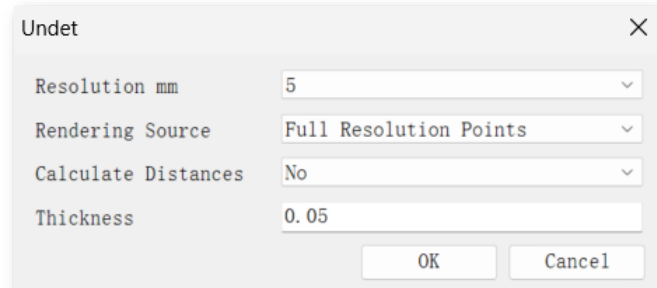 Undet
Resolution mm 5
Rendering Source Full Resolution Points
Calculate Distances No
Thickness 0.05
OK Cancel